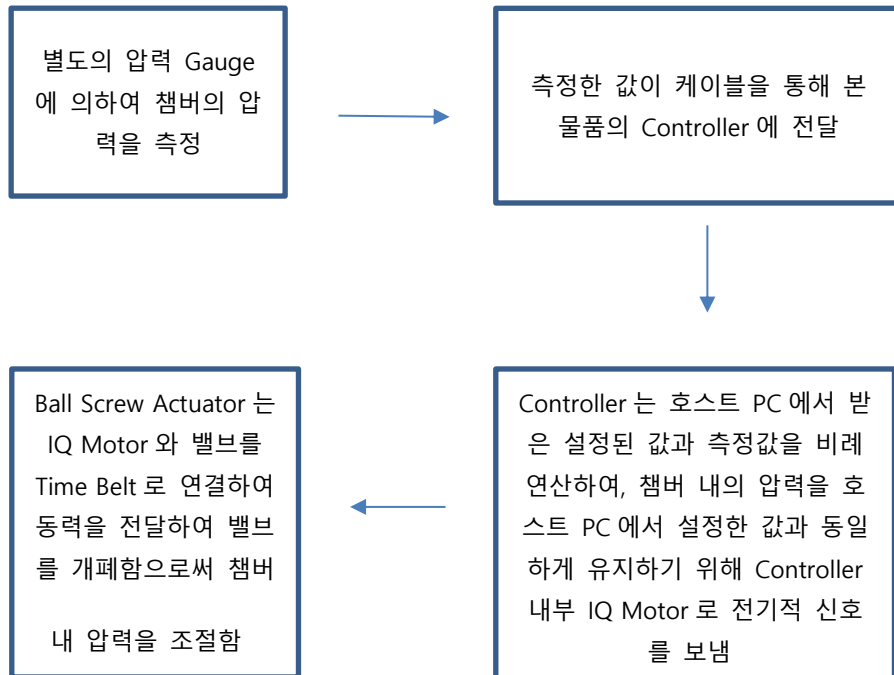 별도의 압력 Gauge
에 의하여 챔버의 압
력을 측정
측정한 값이 케이블을 통해 본
물품의 Controller 에 전달
Controller 는 호스트 PC 에서 받
은 설정된 값과 측정값을 비례
연산하여, 챔버 내의 압력을 호
스트 PC 에서 설정한 값과 동일
하게 유지하기 위해 Controller
내부 IQ Motor 로 전기적 신호
를 보냄
Ball Screw Actuator 는
IQ Motor 와 밸브를
Time Belt 로 연결하여
동력을 전달하여 밸브
를 개폐함으로써 챔버
내 압력을 조절함